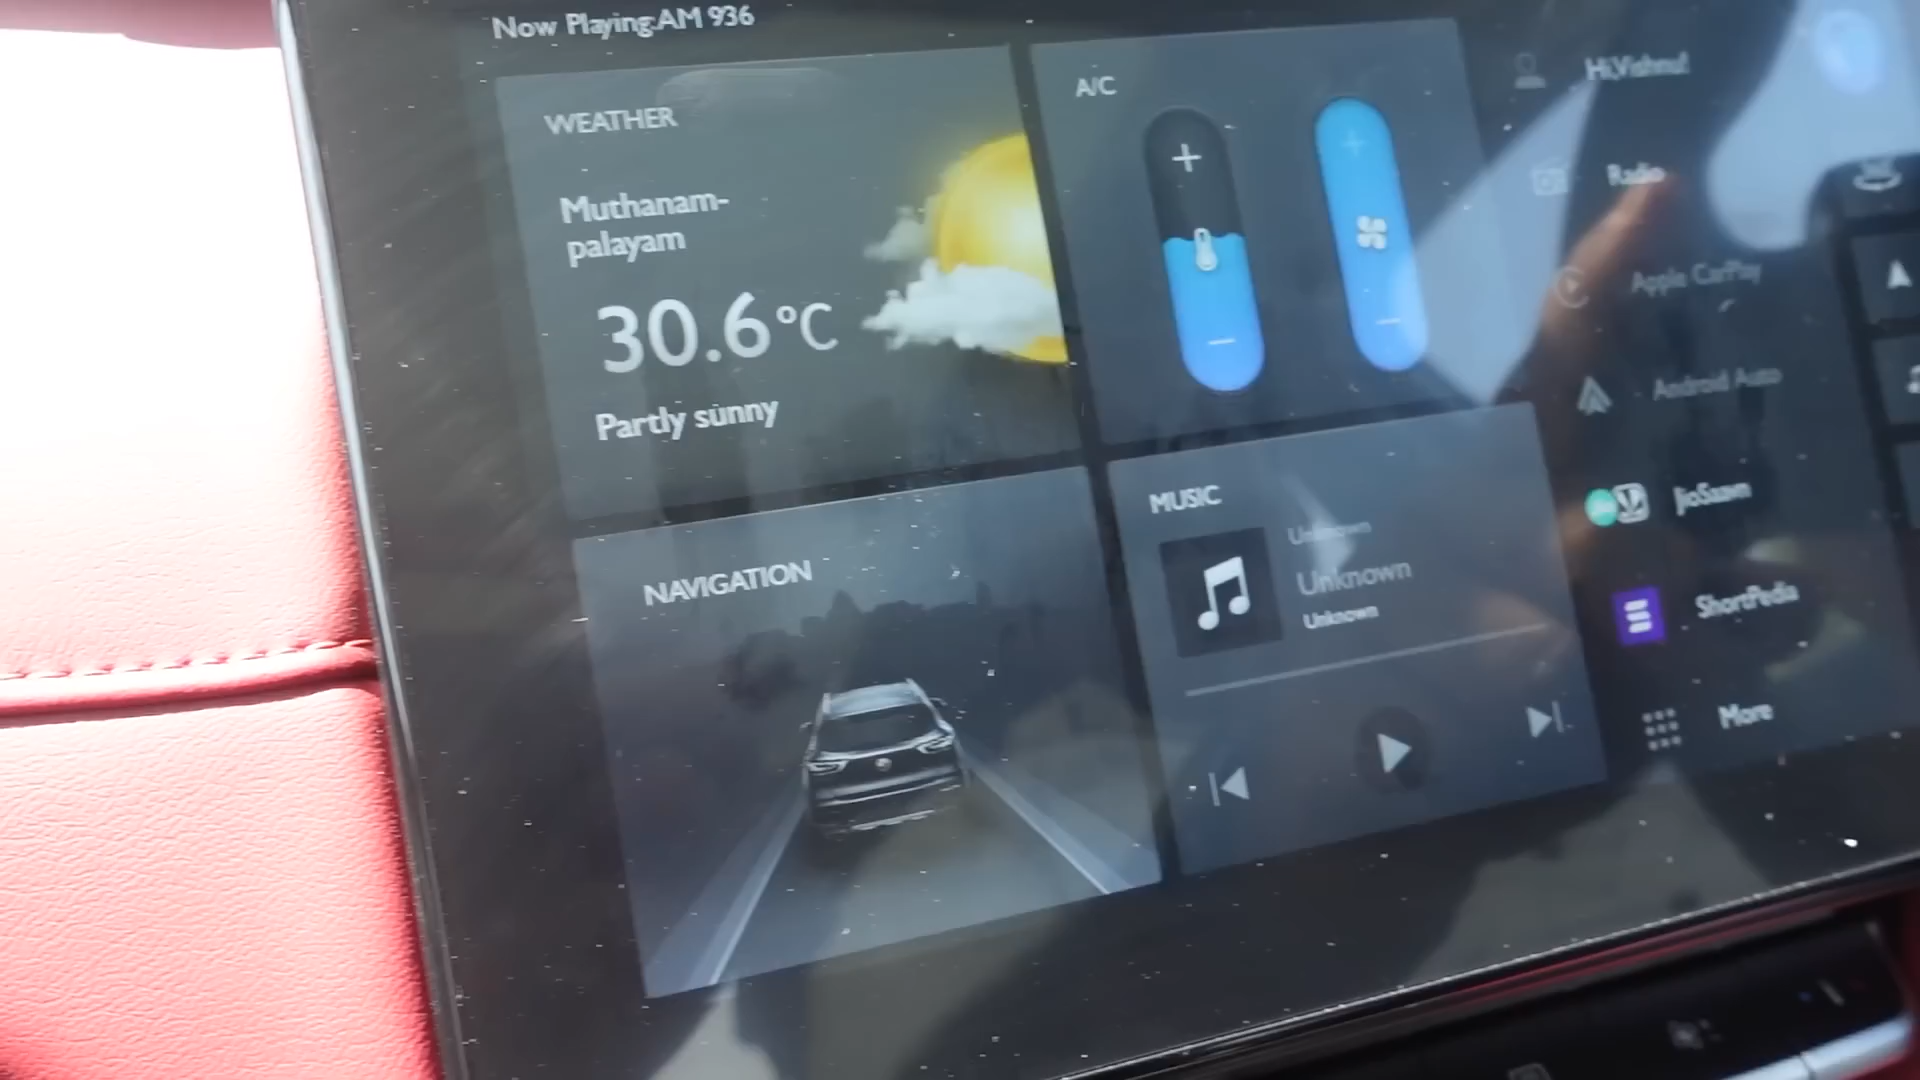 Now Playing:AM 936
WEATHER
Muthanam-
palayam
30.6°C
Partly sunny
A/C
NAVIGATION
MUSIC
Unknown
Unknown
Unknown
Hi,Vishnu!
Radio
Apple CarPlay
Android Auto
JioSaavn
ShortPedia
More